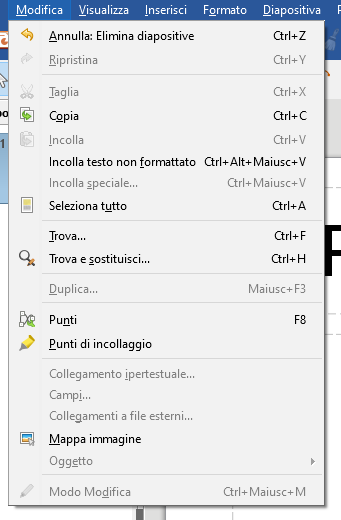 Modifica Visualizza Inserisci Formato Diapositiva
Annulla: Elimina diapositive Ctrl+Z
Ripristina Ctrl+Y
Taglia Ctrl+X
Copia Ctrl+C
Incolla Ctrl+V
Incolla testo non formattato Ctrl+Alt+Maiusc+V
Incolla speciale... Ctrl+Maiusc+V
Seleziona tutto Ctrl+A
Trova... Ctrl+F
Trova e sostituisci... Ctrl+H
Duplica... Maiusc+F3
Punti F8
Punti di incollaggio
Collegamento ipertestuale...
Campi...
Collegamenti a file esterni...
Mappa immagine
Oggetto
Modo Modifica Ctrl+Maiusc+M